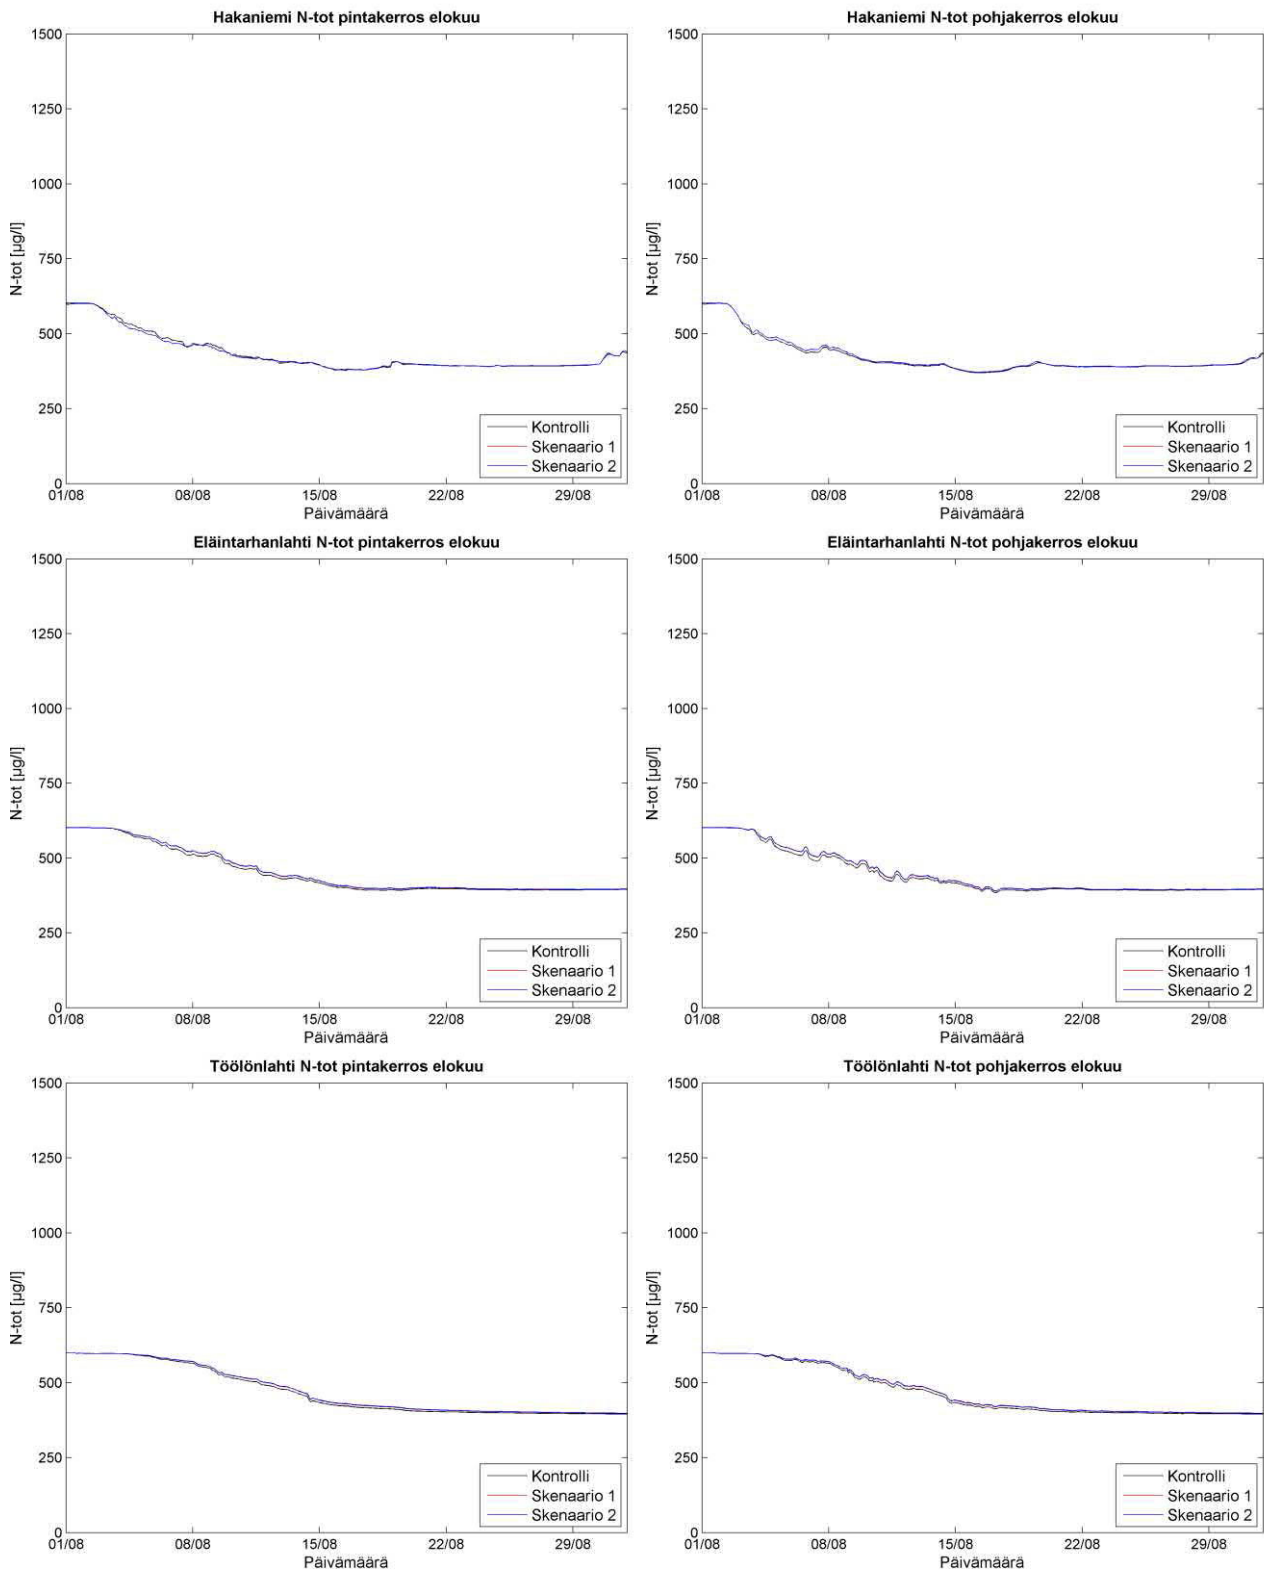 Hakaniemi N-tot pintakerros elokuu
1500
1250
1000
750
500
250
0
N-tot [µg/l]
01/08 08/08 15/08 22/08 29/08
Päivämäärä
Kontrolli
Skenaario 1
Skenaario 2
Hakaniemi N-tot pohjakerros elokuu
1500
1250
1000
750
500
250
0
N-tot [µg/l]
01/08 08/08 15/08 22/08 29/08
Päivämäärä
Kontrolli
Skenaario 1
Skenaario 2
Eläintarhanlahti N-tot pintakerros elokuu
1500
1250
1000
750
500
250
0
N-tot [µg/l]
01/08 08/08 15/08 22/08 29/08
Päivämäärä
Kontrolli
Skenaario 1
Skenaario 2
Eläintarhanlahti N-tot pohjakerros elokuu
1500
1250
1000
750
500
250
0
N-tot [µg/l]
01/08 08/08 15/08 22/08 29/08
Päivämäärä
Kontrolli
Skenaario 1
Skenaario 2
Töölönlahti N-tot pintakerros elokuu
1500
1250
1000
750
500
250
0
N-tot [µg/l]
01/08 08/08 15/08 22/08 29/08
Päivämäärä
Kontrolli
Skenaario 1
Skenaario 2
Töölönlahti N-tot pohjakerros elokuu
1500
1250
1000
750
500
250
0
N-tot [µg/l]
01/08 08/08 15/08 22/08 29/08
Päivämäärä
Kontrolli
Skenaario 1
Skenaario 2